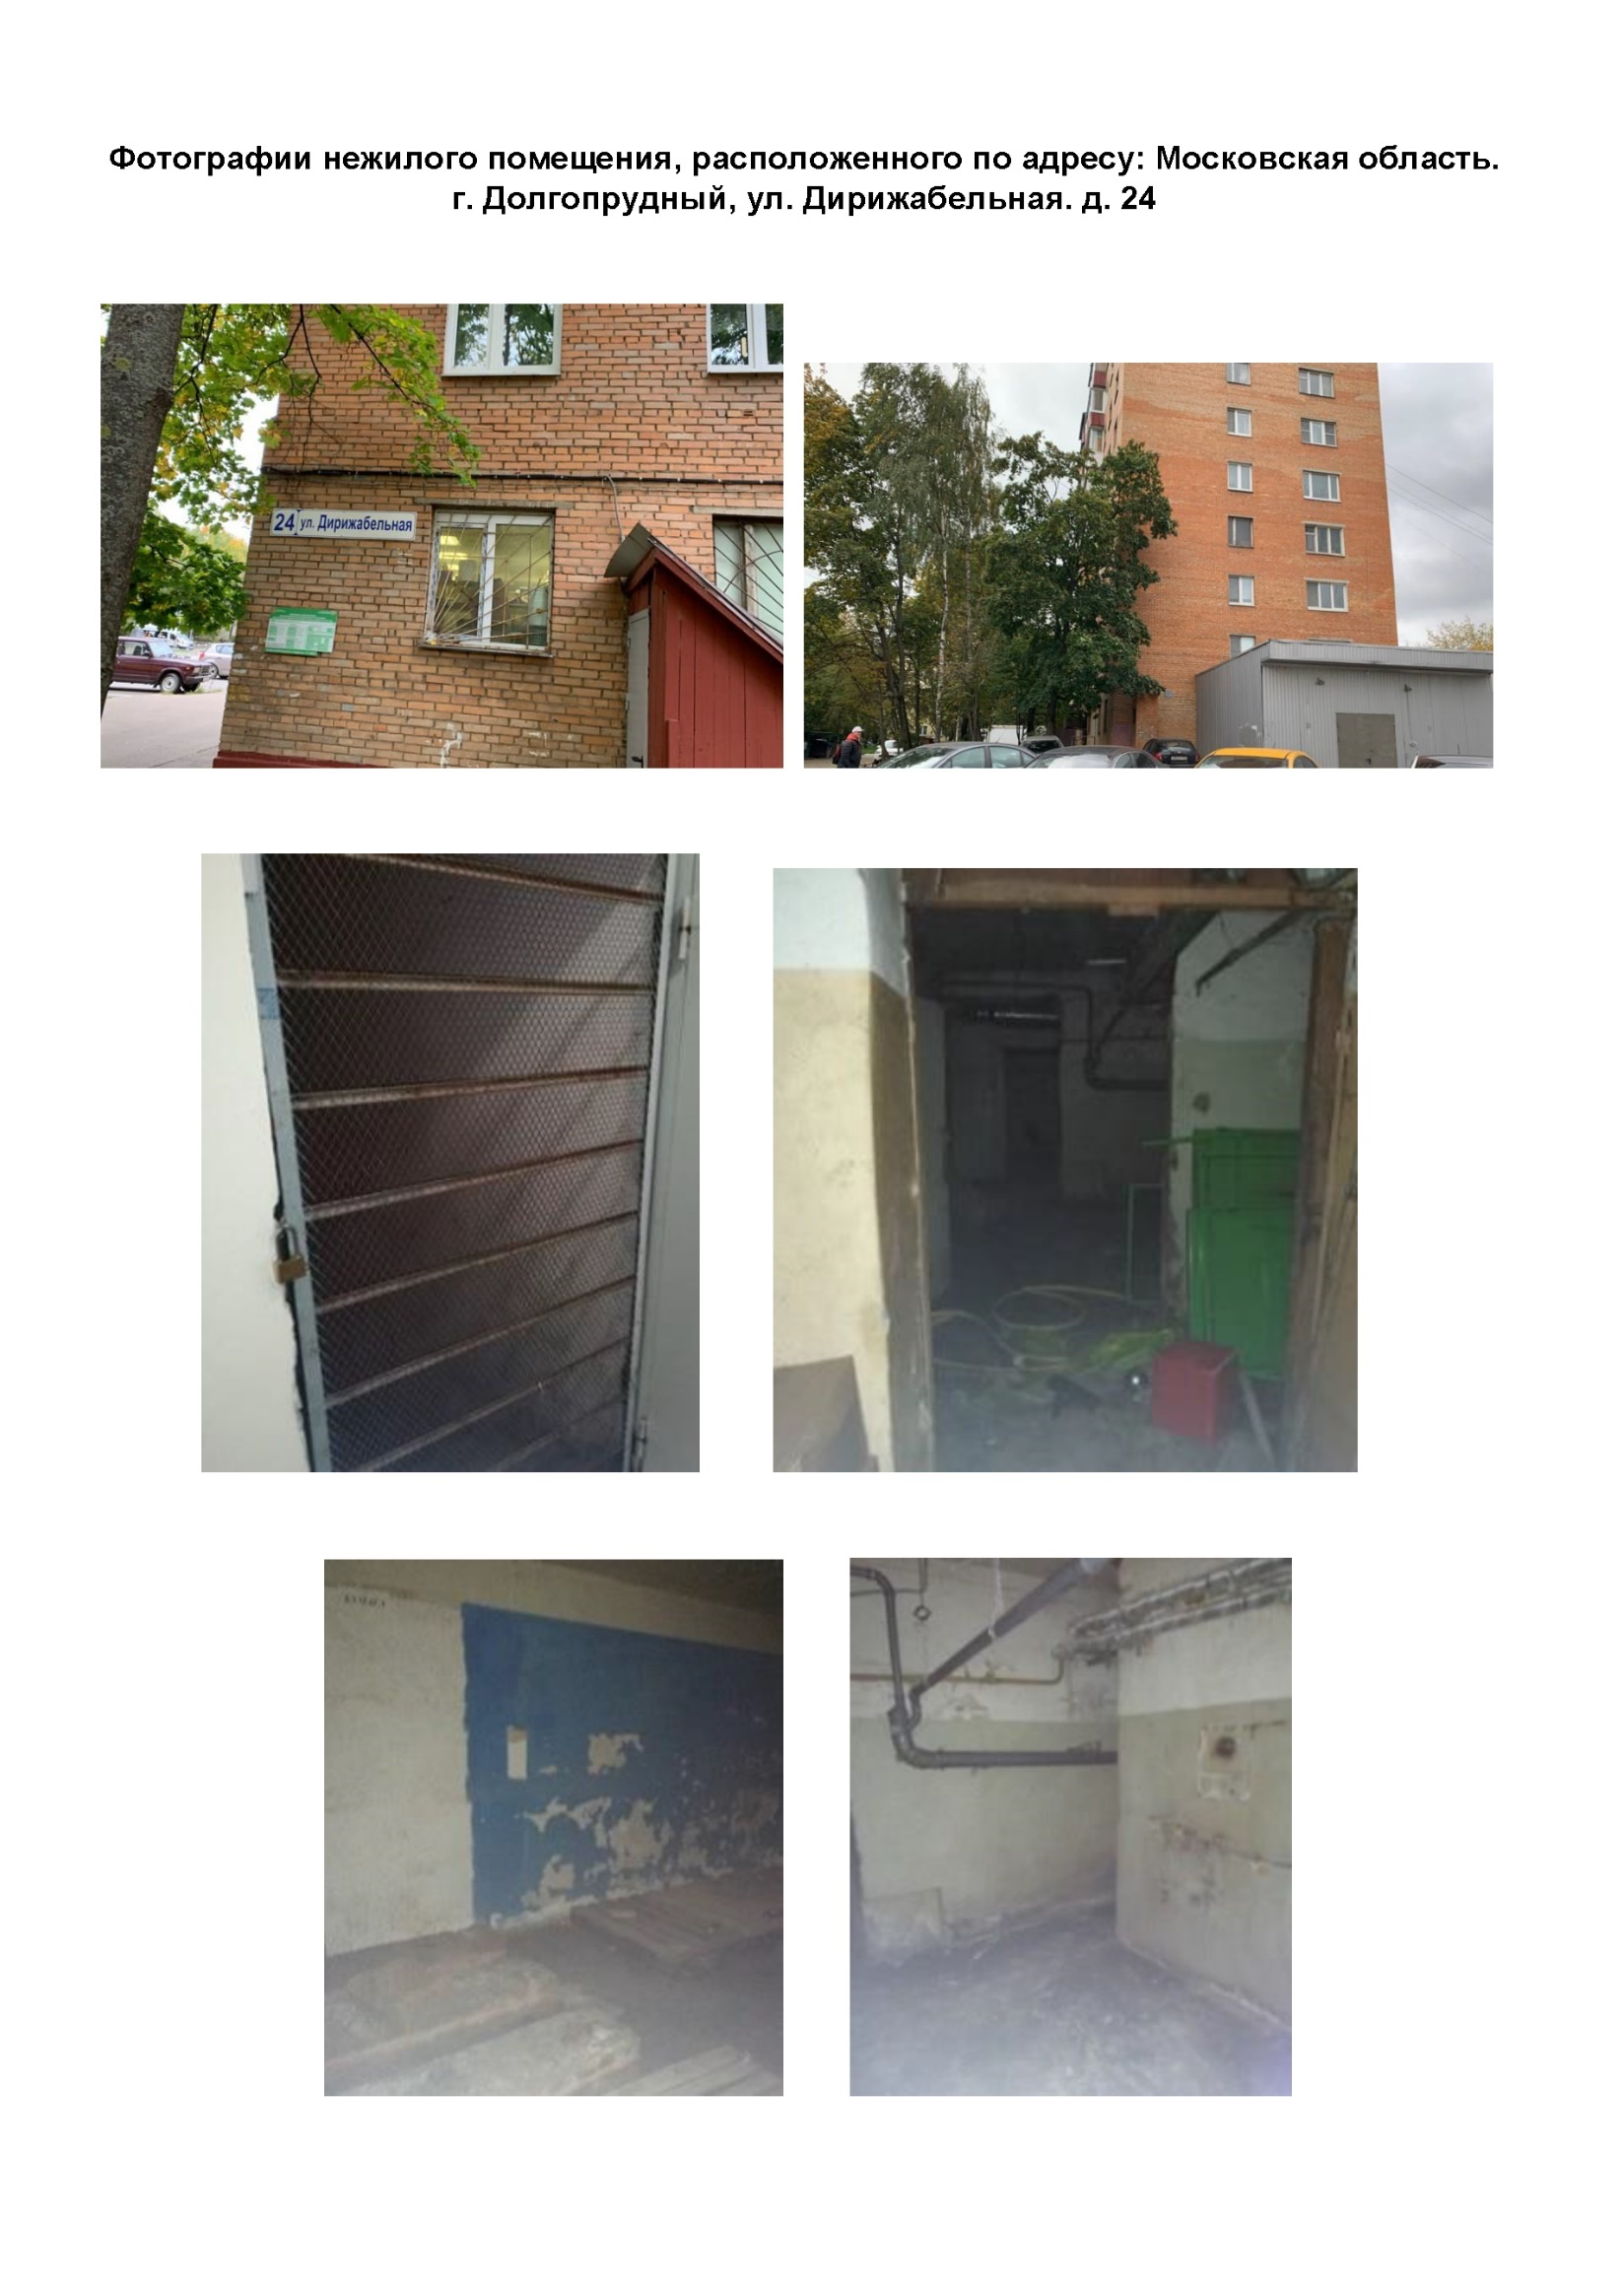 Фотографии нежилого помещения, расположенного по адресу: Московская область.
г. Долгопрудный, ул. Дирижабельная. д. 24
24 ул. Дирижабельная